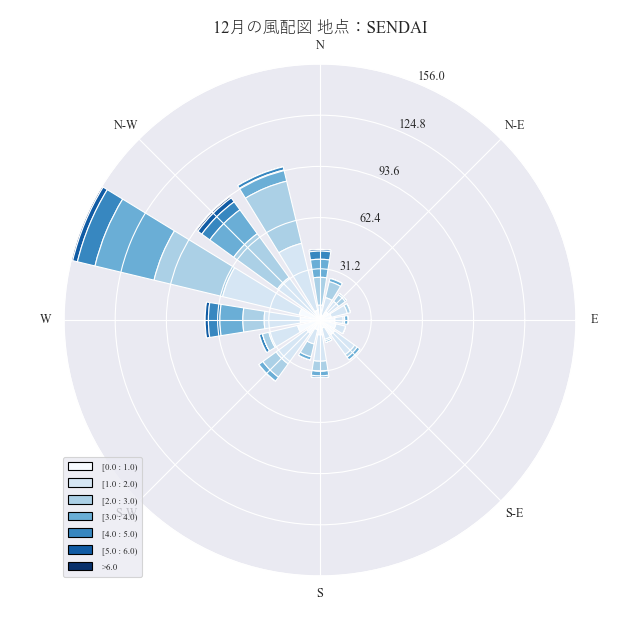 12月の風配図 地点：SENDAI
N
156.0
N-W
124.8
N-E
93.6
62.4
31.2
W
E
[0.0 : 1.0)
[1.0 : 2.0)
[2.0 : 3.0)
S-W
[3.0 : 4.0)
[4.0 : 5.0)
[5.0 : 6.0)
>6.0
S-E
S